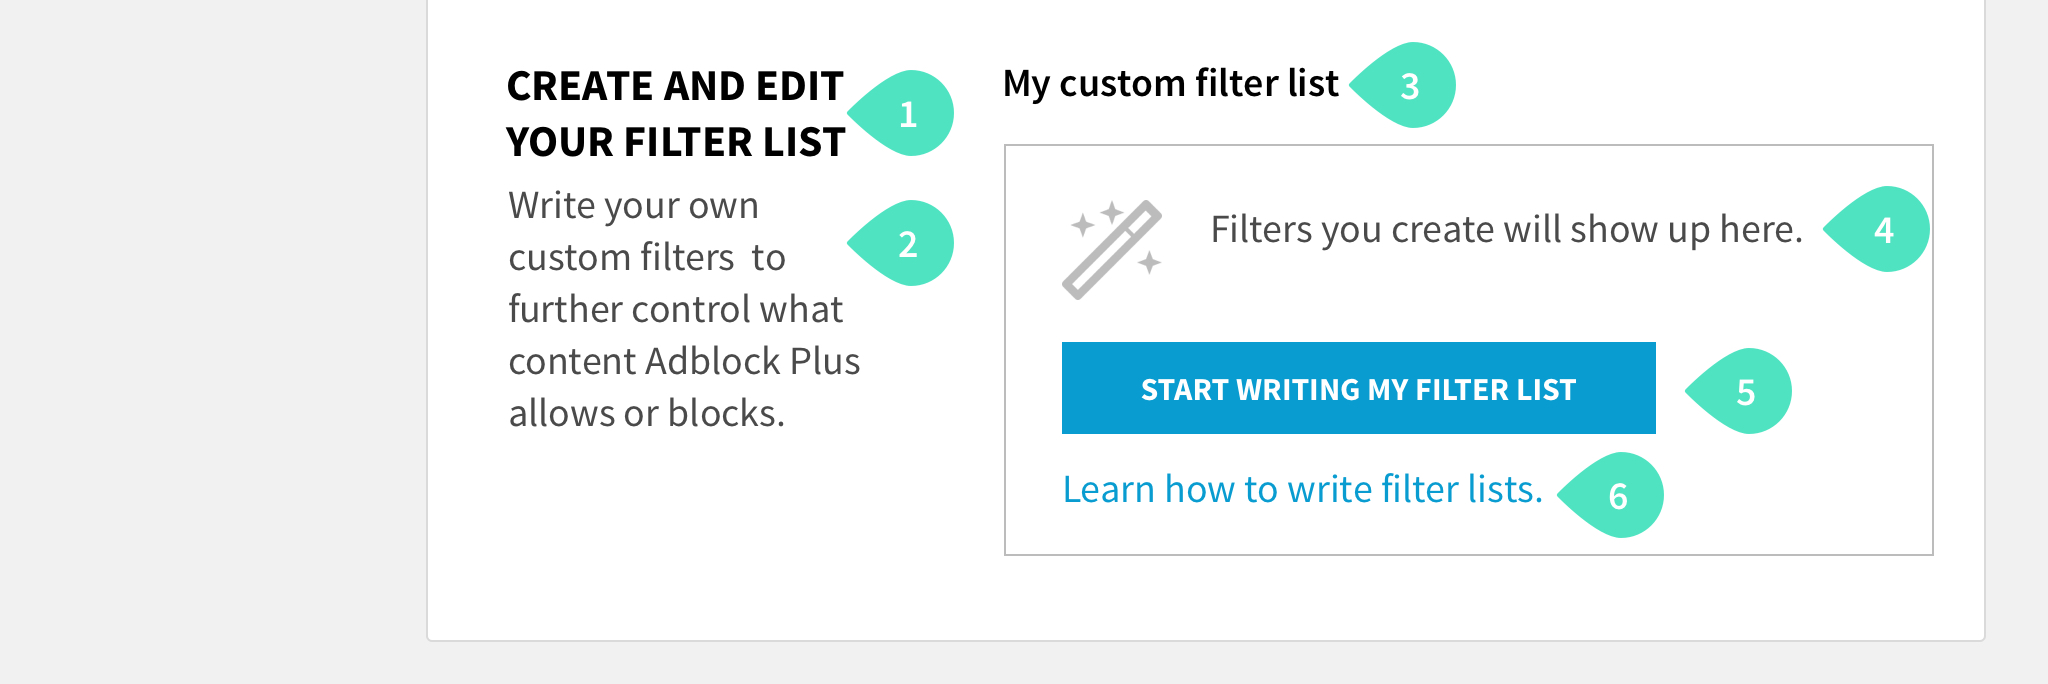 CREATE AND EDIT
YOUR FILTER LIST
1
Write your own
custom filters  to
further control what
content Adblock Plus
allows or blocks.
2
My custom filter list
3
Filters you create will show up here.
4
START WRITING MY FILTER LIST
5
Learn how to write filter lists.
6